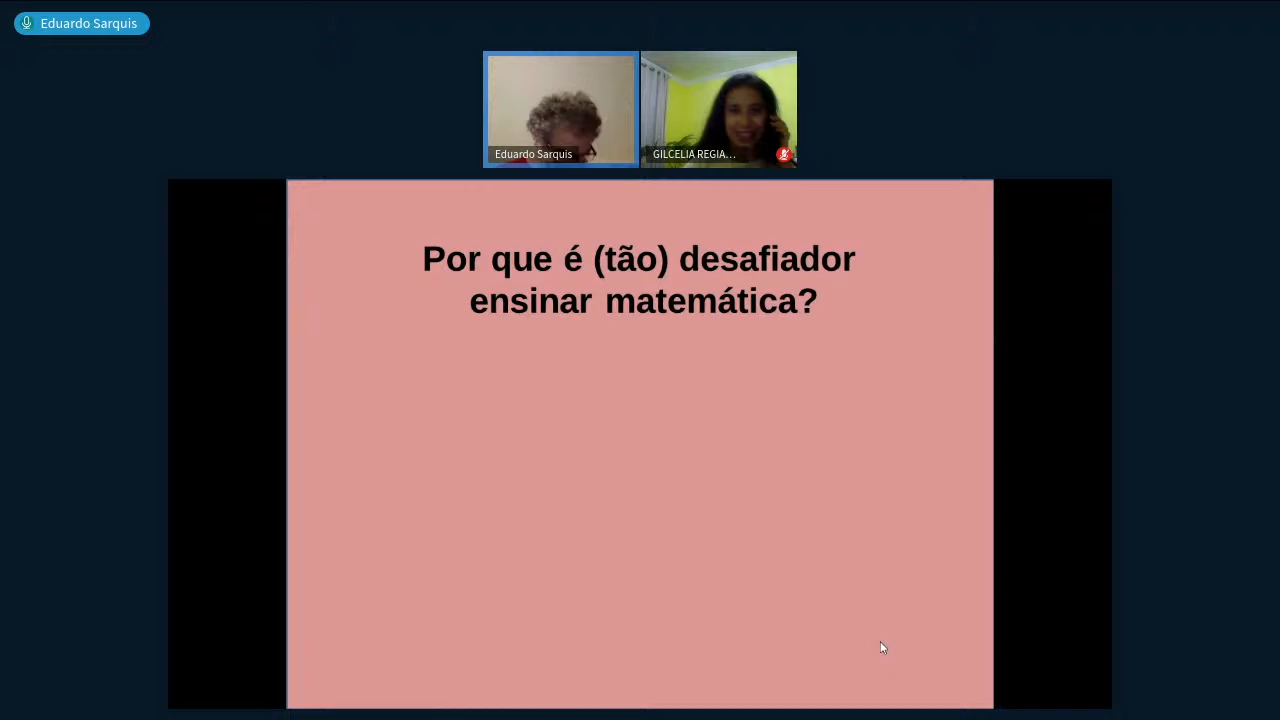 Eduardo Sarquis
Eduardo Sarquis
GILCELIA REGIA...
Por que é (tão) desafiador
ensinar matemática?